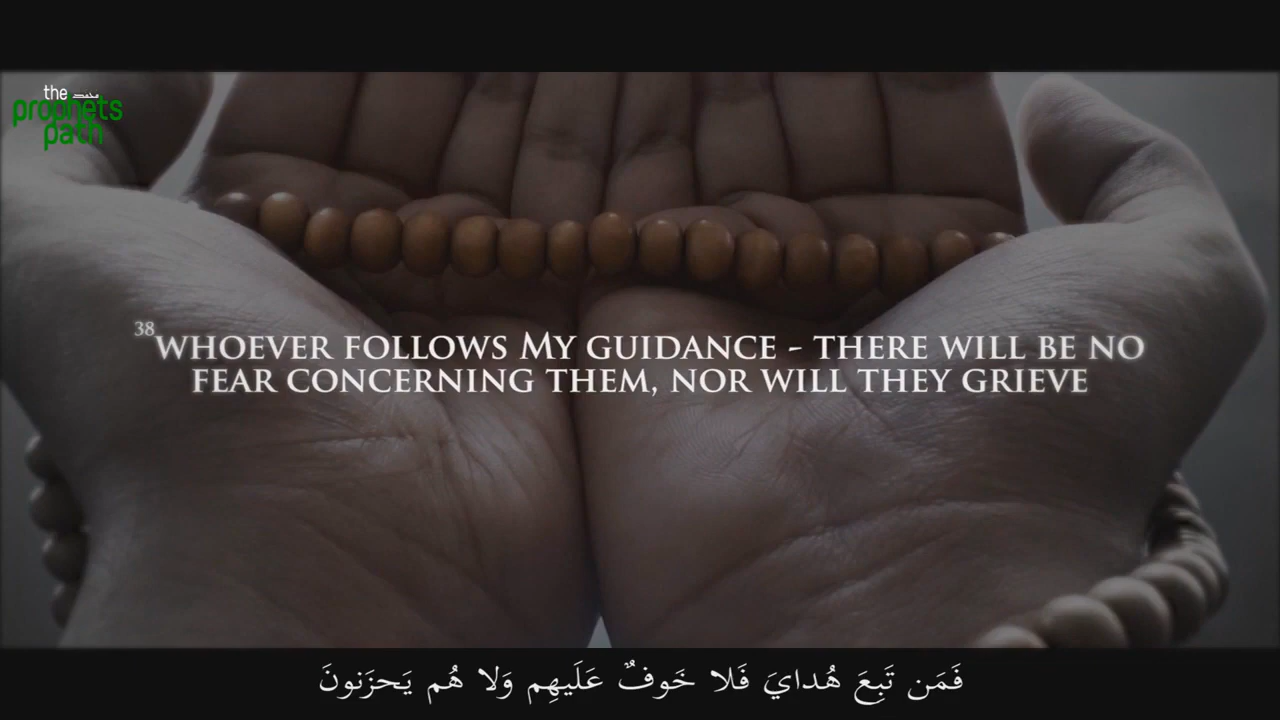 the محمد
prophets
path
38 WHOEVER FOLLOWS MY GUIDANCE - THERE WILL BE NO
FEAR CONCERNING THEM, NOR WILL THEY GRIEVE
فَمَن تَبِعَ هُدايَ فَلا خَوفٌ عَلَيهِم وَلا هُم يَحزَنونَ